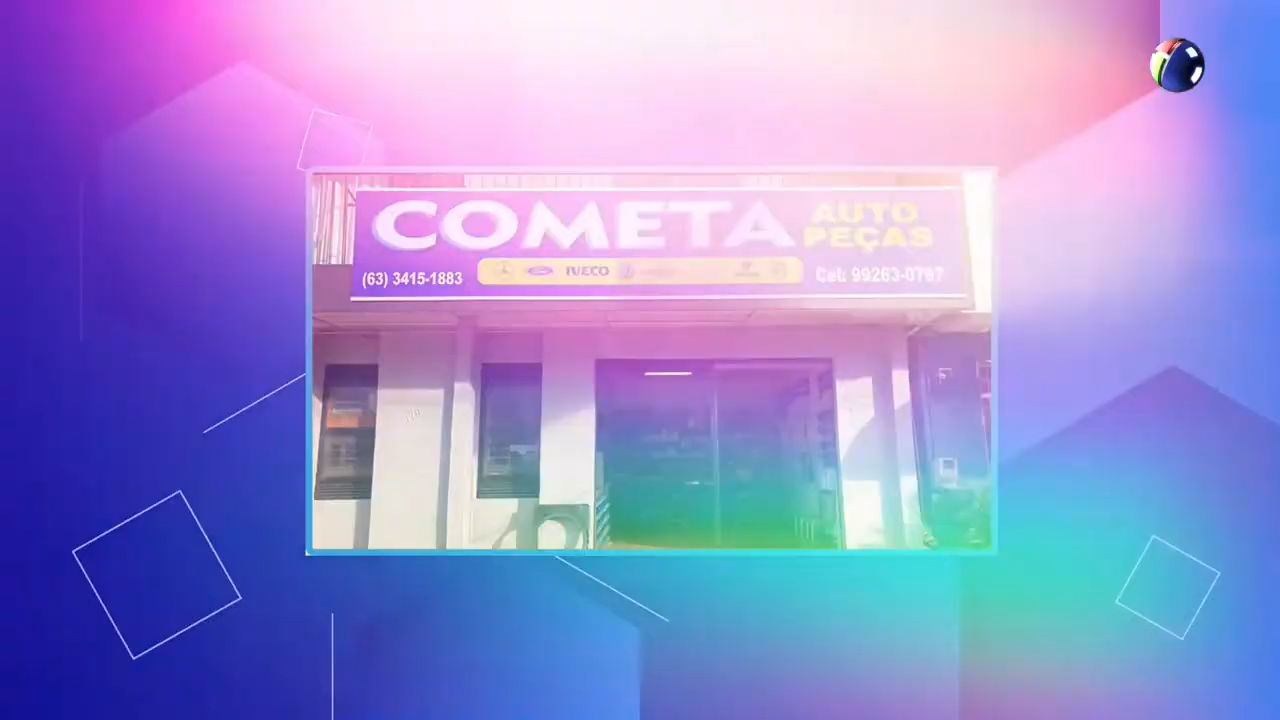 COMETA
AUTO
PEÇAS
IVECO
(63) 3415-1883
Cel: 99263-0797